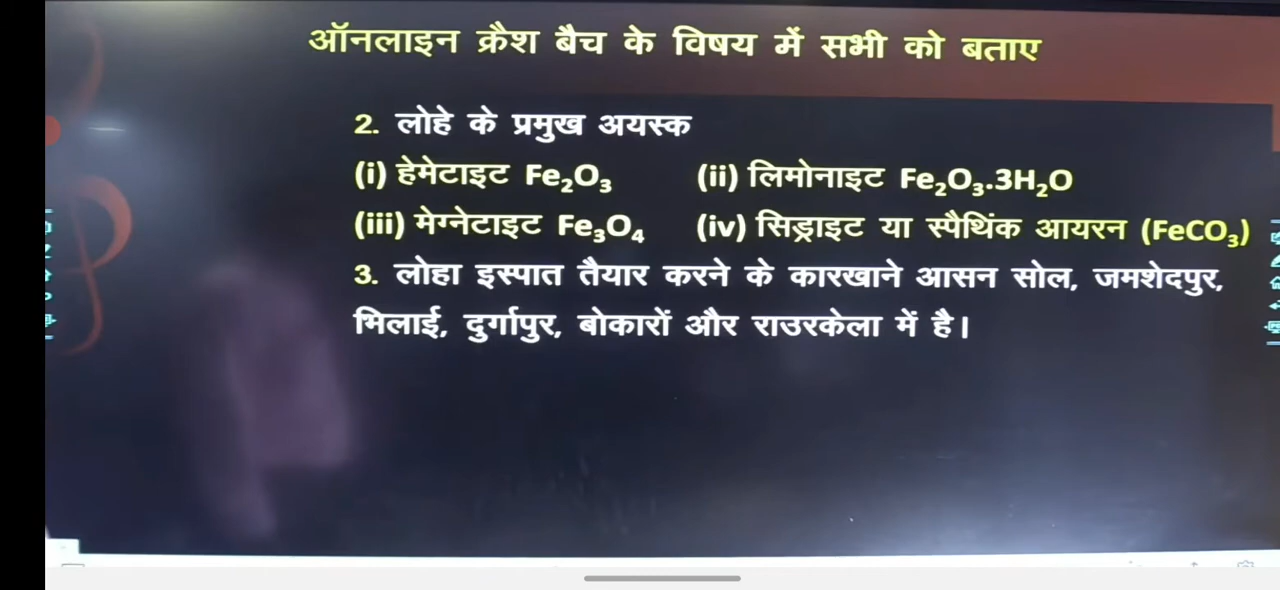 ऑनलाइन क्रैश बैच के विषय में सभी को बताए
2. लोहे के प्रमुख अयस्क
(i) हेमेटाइट Fe₂O₃ (ii) लिमोनाइट Fe₂O₃.3H₂O
(iii) मेग्नेटाइट Fe₃O₄ (iv) सिड्राइट या स्पैथिंक आयरन (FeCO₃)
3. लोहा इस्पात तैयार करने के कारखाने आसन सोल, जमशेदपुर,
भिलाई, दुर्गापुर, बोकारों और राउरकेला में है।